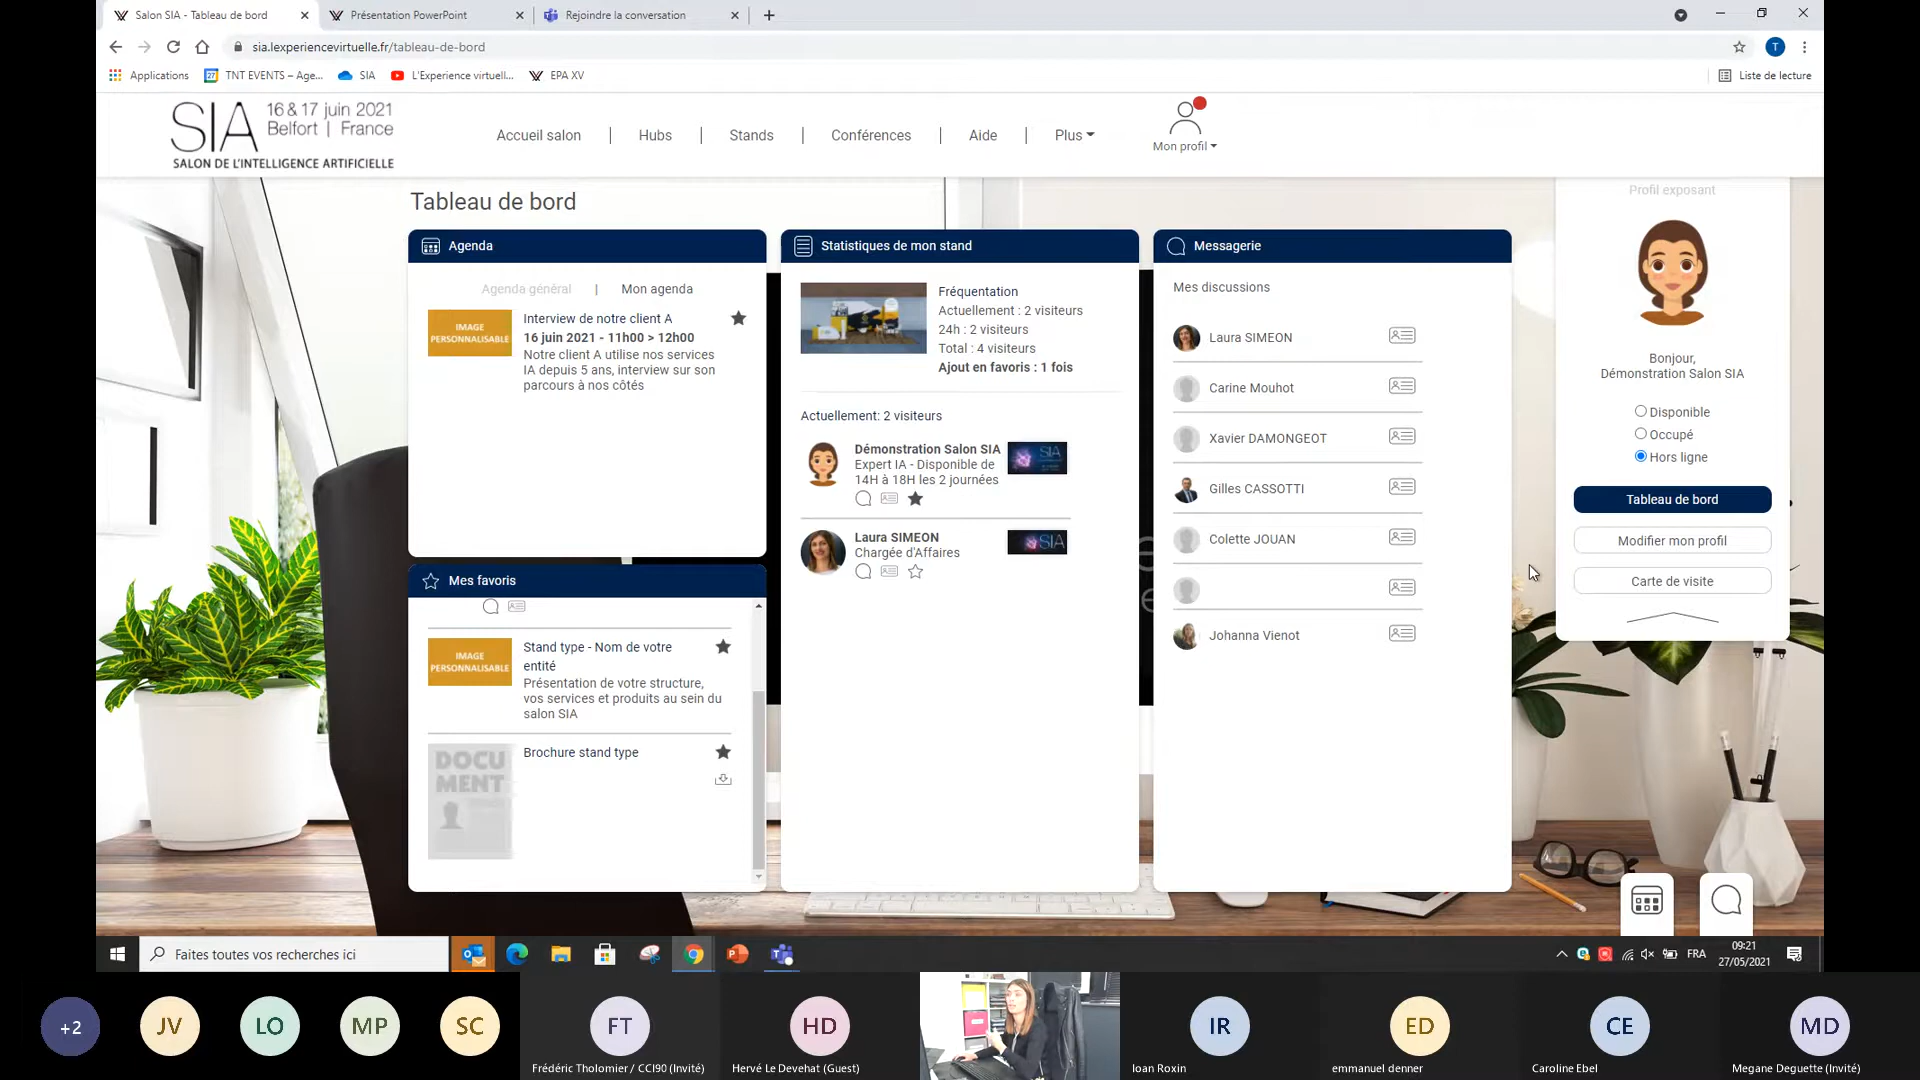 Salon SIA - Tableau de bord
Présentation PowerPoint
Rejoindre la conversation
sia.lexperiencevirtuelle.fr/tableau-de-bord
T
Applications
27
TNT EVENTS – Age...
SIA
L'Experience virtuell...
EPA XV
Liste de lecture
SIA
16 & 17 juin 2021
Belfort | France
SALON DE L'INTELLIGENCE ARTIFICIELLE
Accueil salon | Hubs | Stands | Conférences | Aide | Plus
Mon profil
Tableau de bord
Agenda
Agenda général | Mon agenda
IMAGE
PERSONNALISABLE
Interview de notre client A
16 juin 2021 - 11h00 > 12h00
Notre client A utilise nos services
IA depuis 5 ans, interview sur son
parcours à nos côtés
Mes favoris
IMAGE
PERSONNALISABLE
Stand type - Nom de votre
entité
Présentation de votre structure,
vos services et produits au sein du
salon SIA
DOCU
MENT
Brochure stand type
Statistiques de mon stand
Fréquentation
Actuellement : 2 visiteurs
24h : 2 visiteurs
Total : 4 visiteurs
Ajout en favoris : 1 fois
Actuellement: 2 visiteurs
Démonstration Salon SIA
Expert IA - Disponible de
14H à 18H les 2 journées
SIA
Laura SIMEON
Chargée d'Affaires
SIA
Messagerie
Mes discussions
Laura SIMEON
Carine Mouhot
Xavier DAMONGEOT
Gilles CASSOTTI
Colette JOUAN
Johanna Vienot
Profil exposant
Bonjour,
Démonstration Salon SIA
Disponible
Occupé
Hors ligne
Tableau de bord
Modifier mon profil
Carte de visite
Faites toutes vos recherches ici
FRA
09:21
27/05/2021
+2
JV
LO
MP
SC
FT
Frédéric Tholomier / CCI90 (Invité)
HD
Hervé Le Devehat (Guest)
IR
Ioan Roxin
ED
emmanuel denner
CE
Caroline Ebel
MD
Megane Deguette (Invité)